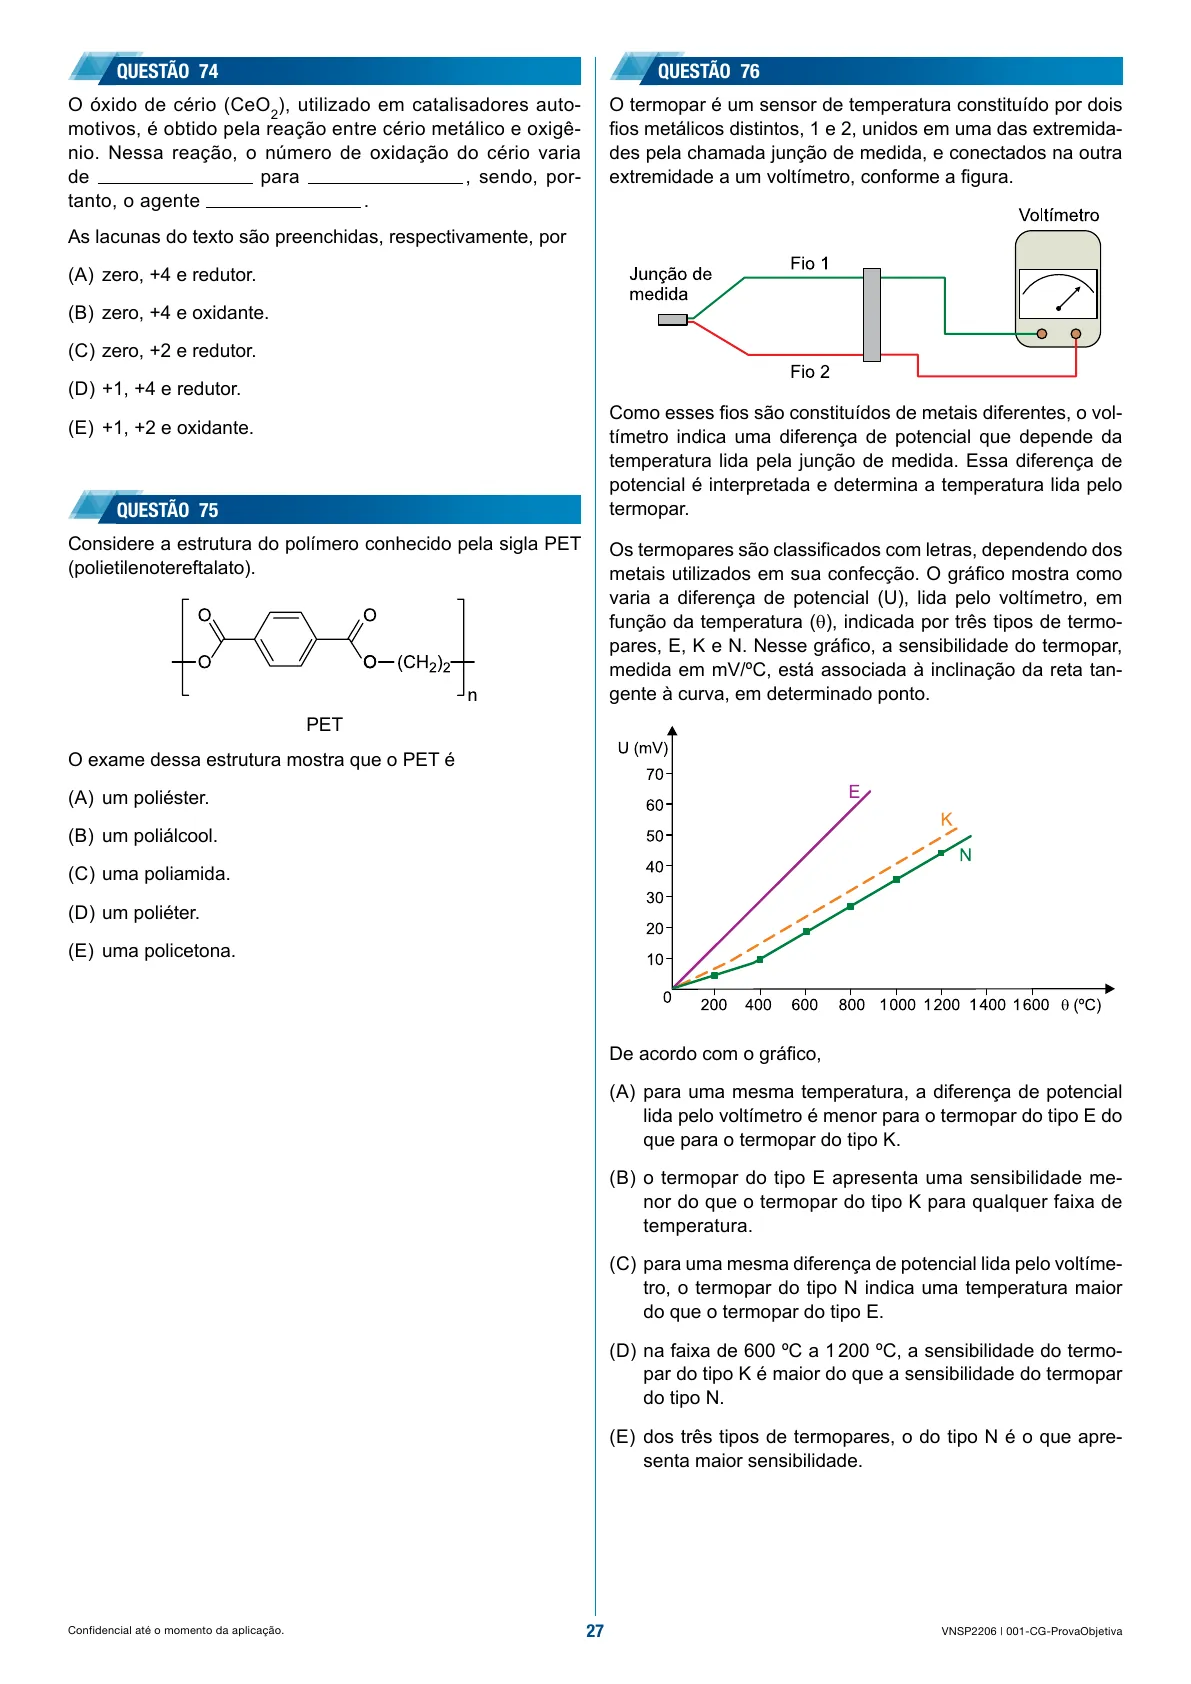 QUESTÃO 74
O óxido de cério (CeO2), utilizado em catalisadores auto-
motivos, é obtido pela reação entre cério metálico e oxigê-
nio. Nessa reação, o número de oxidação do cério varia
de ________________ para ________________, sendo, por-
tanto, o agente ________________.
As lacunas do texto são preenchidas, respectivamente, por
(A) zero, +4 e redutor.
(B) zero, +4 e oxidante.
(C) zero, +2 e redutor.
(D) +1, +4 e redutor.
(E) +1, +2 e oxidante.
QUESTÃO 75
Considere a estrutura do polímero conhecido pela sigla PET
(polietilenotereftalato).
O O
O O (CH2)2
n
PET
O exame dessa estrutura mostra que o PET é
(A) um poliéster.
(B) um poliálcool.
(C) uma poliamida.
(D) um poliéter.
(E) uma policetona.
QUESTÃO 76
O termopar é um sensor de temperatura constituído por dois
fios metálicos distintos, 1 e 2, unidos em uma das extremida-
des pela chamada junção de medida, e conectados na outra
extremidade a um voltímetro, conforme a figura.
Voltímetro
Fio 1
Junção de
medida
Fio 2
Como esses fios são constituídos de metais diferentes, o vol-
tímetro indica uma diferença de potencial que depende da
temperatura lida pela junção de medida. Essa diferença de
potencial é interpretada e determina a temperatura lida pelo
termopar.
Os termopares são classificados com letras, dependendo dos
metais utilizados em sua confecção. O gráfico mostra como
varia a diferença de potencial (U), lida pelo voltímetro, em
função da temperatura (θ), indicada por três tipos de termo-
pares, E, K e N. Nesse gráfico, a sensibilidade do termopar,
medida em mV/ºC, está associada à inclinação da reta tan-
gente à curva, em determinado ponto.
U (mV)
70
60
50
40
30
20
10
E
K
N
0 200 400 600 800 1000 1200 1400 1600 θ (ºC)
De acordo com o gráfico,
(A) para uma mesma temperatura, a diferença de potencial
lida pelo voltímetro é menor para o termopar do tipo E do
que para o termopar do tipo K.
(B) o termopar do tipo E apresenta uma sensibilidade me-
nor do que o termopar do tipo K para qualquer faixa de
temperatura.
(C) para uma mesma diferença de potencial lida pelo voltíme-
tro, o termopar do tipo N indica uma temperatura maior
do que o termopar do tipo E.
(D) na faixa de 600 ºC a 1200 ºC, a sensibilidade do termo-
par do tipo K é maior do que a sensibilidade do termopar
do tipo N.
(E) dos três tipos de termopares, o do tipo N é o que apre-
senta maior sensibilidade.
Confidencial até o momento da aplicação.
27
VNSP2206 | 001-CG-ProvaObjetiva